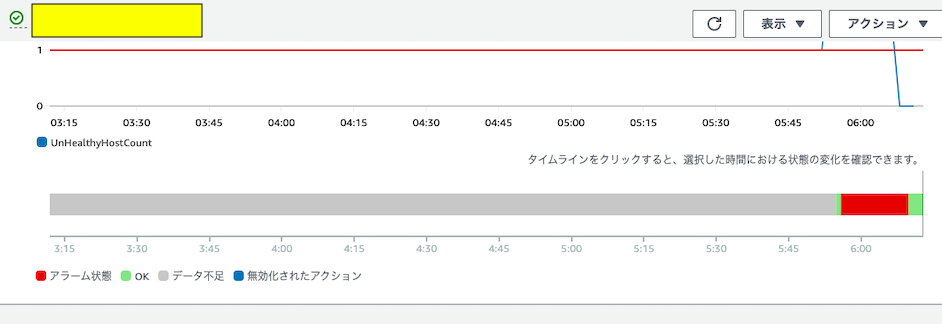 表示 ▼
アクション ▼
1
0
03:15 03:30 03:45 04:00 04:15 04:30 04:45 05:00 05:15 05:30 05:45 06:00
UnHealthyHostCount
タイムラインをクリックすると、選択した時間における状態の変化を確認できます。
3:15 3:30 3:45 4:00 4:15 4:30 4:45 5:00 5:15 5:30 5:45 6:00
アラーム状態 OK データ不足 無効化されたアクション